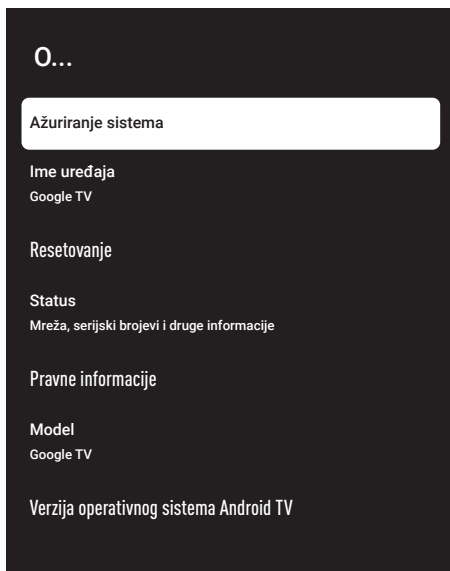 O...
Ažuriranje sistema
Ime uređaja
Google TV
Resetovanje
Status
Mreža, serijski brojevi i druge informacije
Pravne informacije
Model
Google TV
Verzija operativnog sistema Android TV